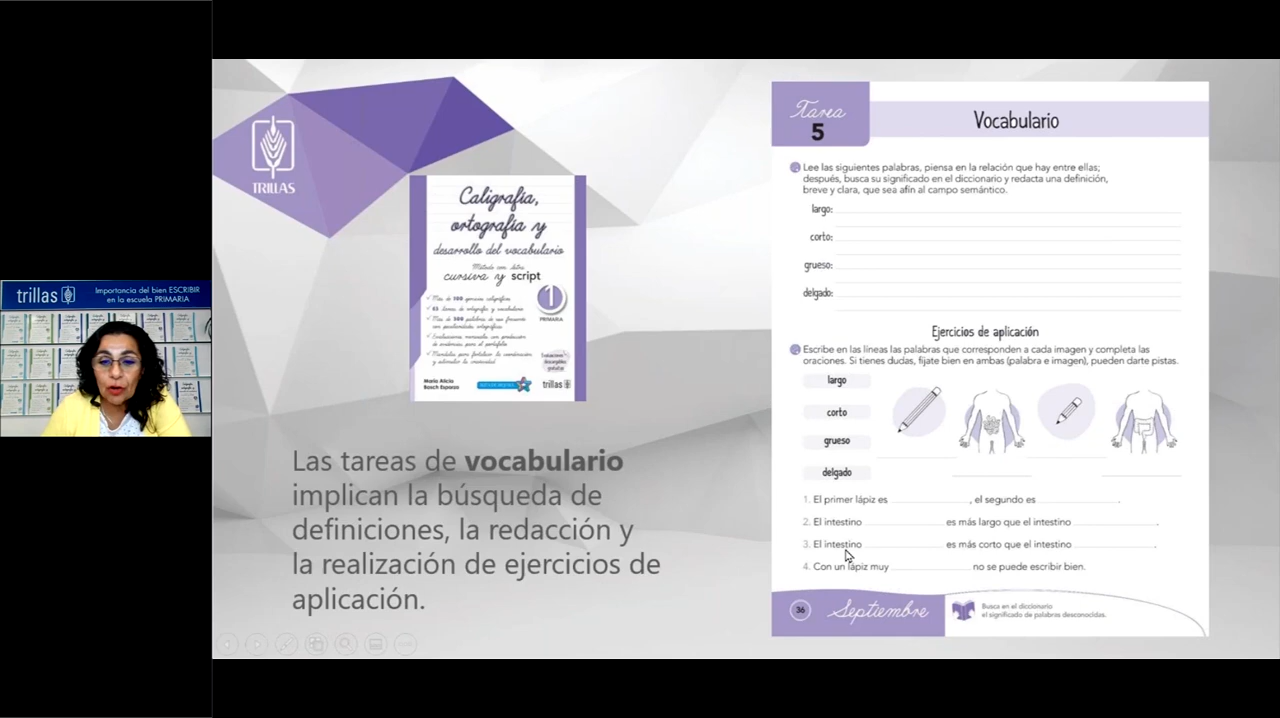 trillas
Importancia del bien ESCRIBIR
en la escuela PRIMARIA
TRILLAS
Caligrafía,
ortografía y
desarrollo del vocabulario
Método con letra
cursiva y script
1
PRIMARIA
María Alicia
Bosch Esparza
trillas
Las tareas de vocabulario
implican la búsqueda de
definiciones, la redacción y
la realización de ejercicios de
aplicación.
Tarea
5
Vocabulario
Lee las siguientes palabras, piensa en la relación que hay entre ellas;
después, busca su significado en el diccionario y redacta una definición,
breve y clara, que sea afín al campo semántico.
largo:
corto:
grueso:
delgado:
Ejercicios de aplicación
Escribe en las líneas las palabras que corresponden a cada imagen y completa las
oraciones. Si tienes dudas, fíjate bien en ambas (palabra e imagen), pueden darte pistas.
largo
corto
grueso
delgado
1. El primer lápiz es , el segundo es .
2. El intestino es más largo que el intestino .
3. El intestino es más corto que el intestino .
4. Con un lápiz muy no se puede escribir bien.
36
Septiembre
Busca en el diccionario
el significado de palabras desconocidas.